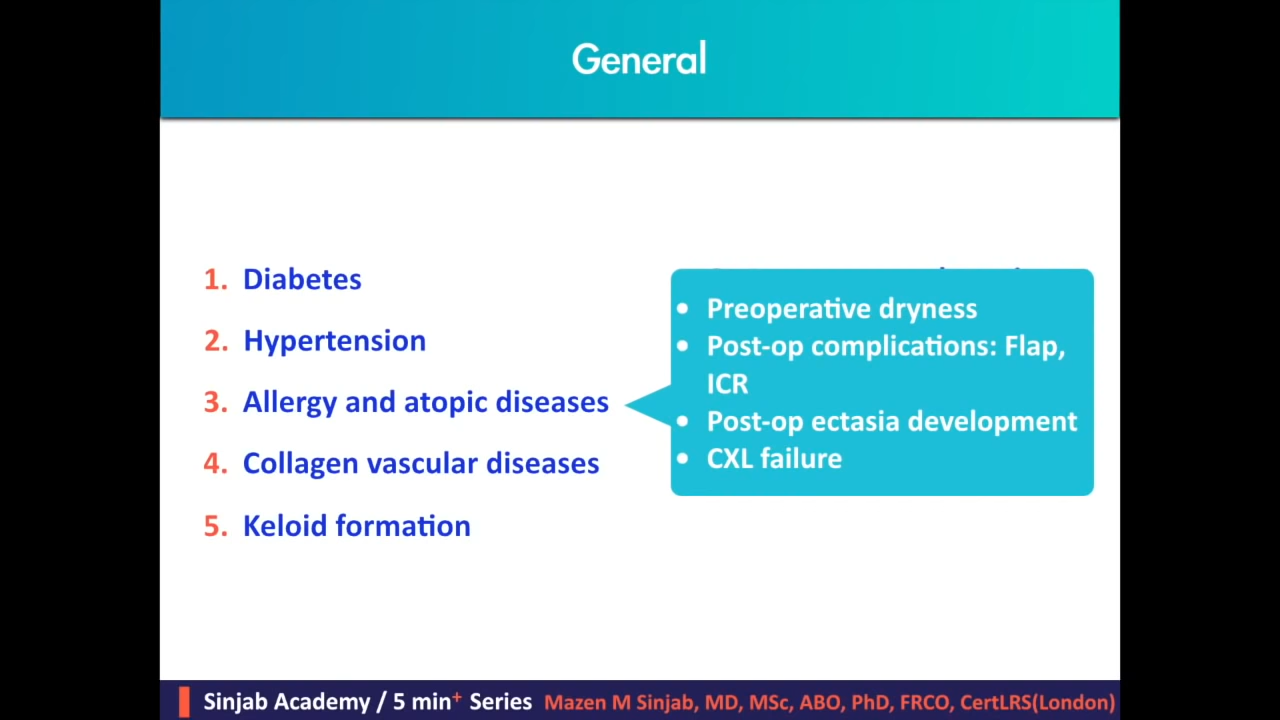 General
1. Diabetes
2. Hypertension
3. Allergy and atopic diseases
4. Collagen vascular diseases
5. Keloid formation
• Preoperative dryness
• Post-op complications: Flap,
ICR
• Post-op ectasia development
• CXL failure
Sinjab Academy / 5 min+ Series Mazen M Sinjab, MD, MSc, ABO, PhD, FRCO, CertLRS(London)